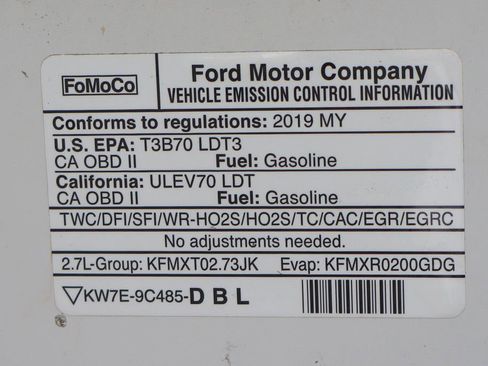 FoMoCo
Ford Motor Company
VEHICLE EMISSION CONTROL INFORMATION
Conforms to regulations: 2019 MY
U.S. EPA: T3B70 LDT3
CA OBD II Fuel: Gasoline
California: ULEV70 LDT
CA OBD II Fuel: Gasoline
TWC/DFI/SFI/WR-HO2S/HO2S/TC/CAC/EGR/EGRC
No adjustments needed.
2.7L-Group: KFMXT02.73JK Evap: KFMXR0200GDG
▽KW7E-9C485-DBL